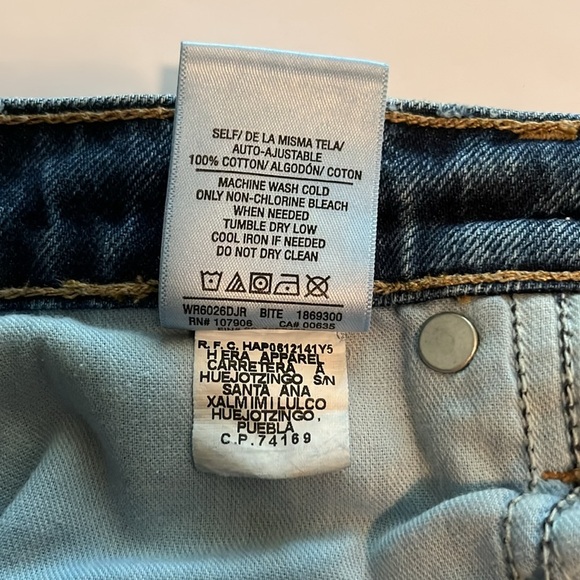 SELF/ DE LA MISMA TELA/
AUTO-AJUSTABLE
100% COTTON/ ALGODÓN/ COTON
MACHINE WASH COLD
ONLY NON-CHLORINE BLEACH
WHEN NEEDED
TUMBLE DRY LOW
COOL IRON IF NEEDED
DO NOT DRY CLEAN
WR6026DJR BITE 1869300
RN# 107906 CA# 00635
R.F.C. HAP0612141Y5
HERA APPAREL
CARRETERA A
HUEJOTZINGO S/N
SANTA ANA
XALMIMILULCO
HUEJOTZINGO,
PUEBLA
C.P. 74169